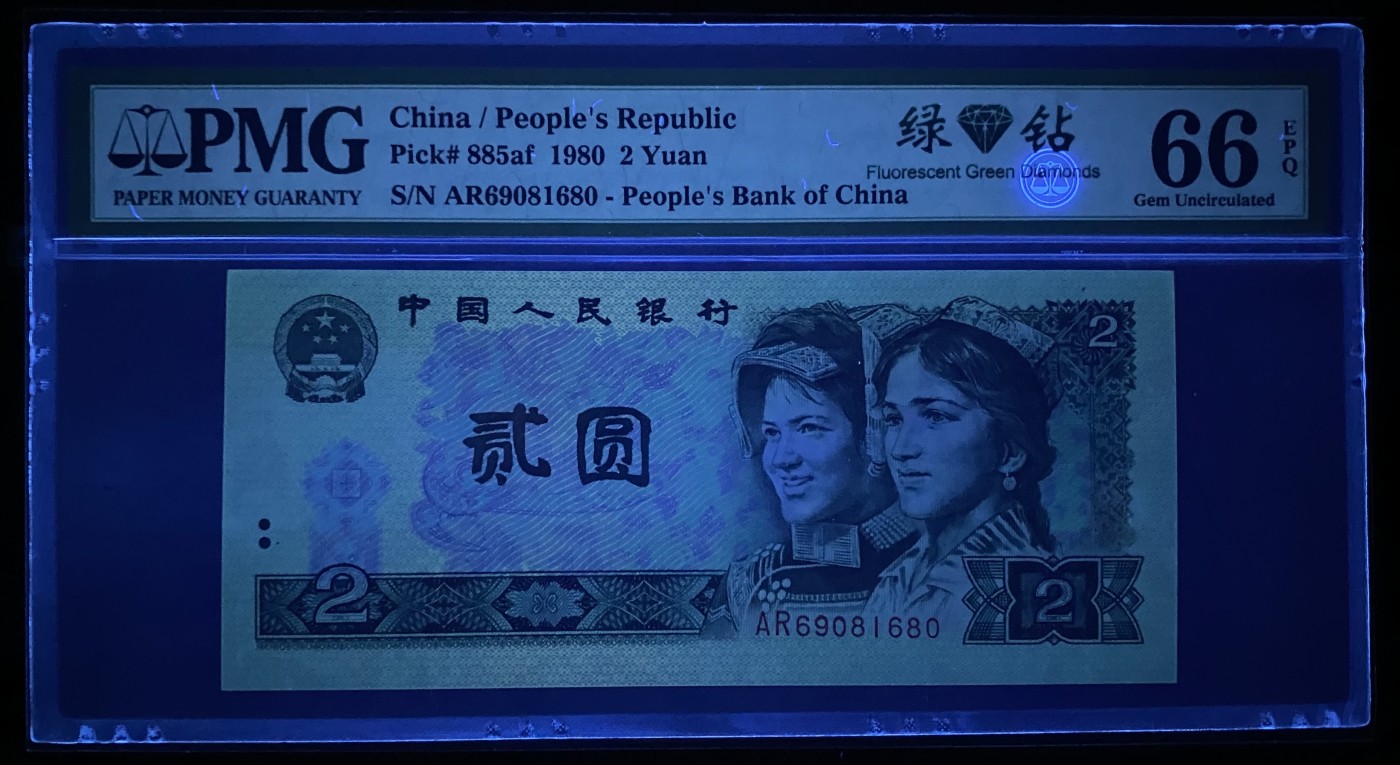 PMG
PAPER MONEY GUARANTY
China / People's Republic
Pick# 885af 1980 2 Yuan
S/N AR69081680 - People's Bank of China
绿 钻
Fluorescent Green Diamonds
66
EPQ
Gem Uncirculated
中国人民银行
2
贰圆
2
2
AR69081680